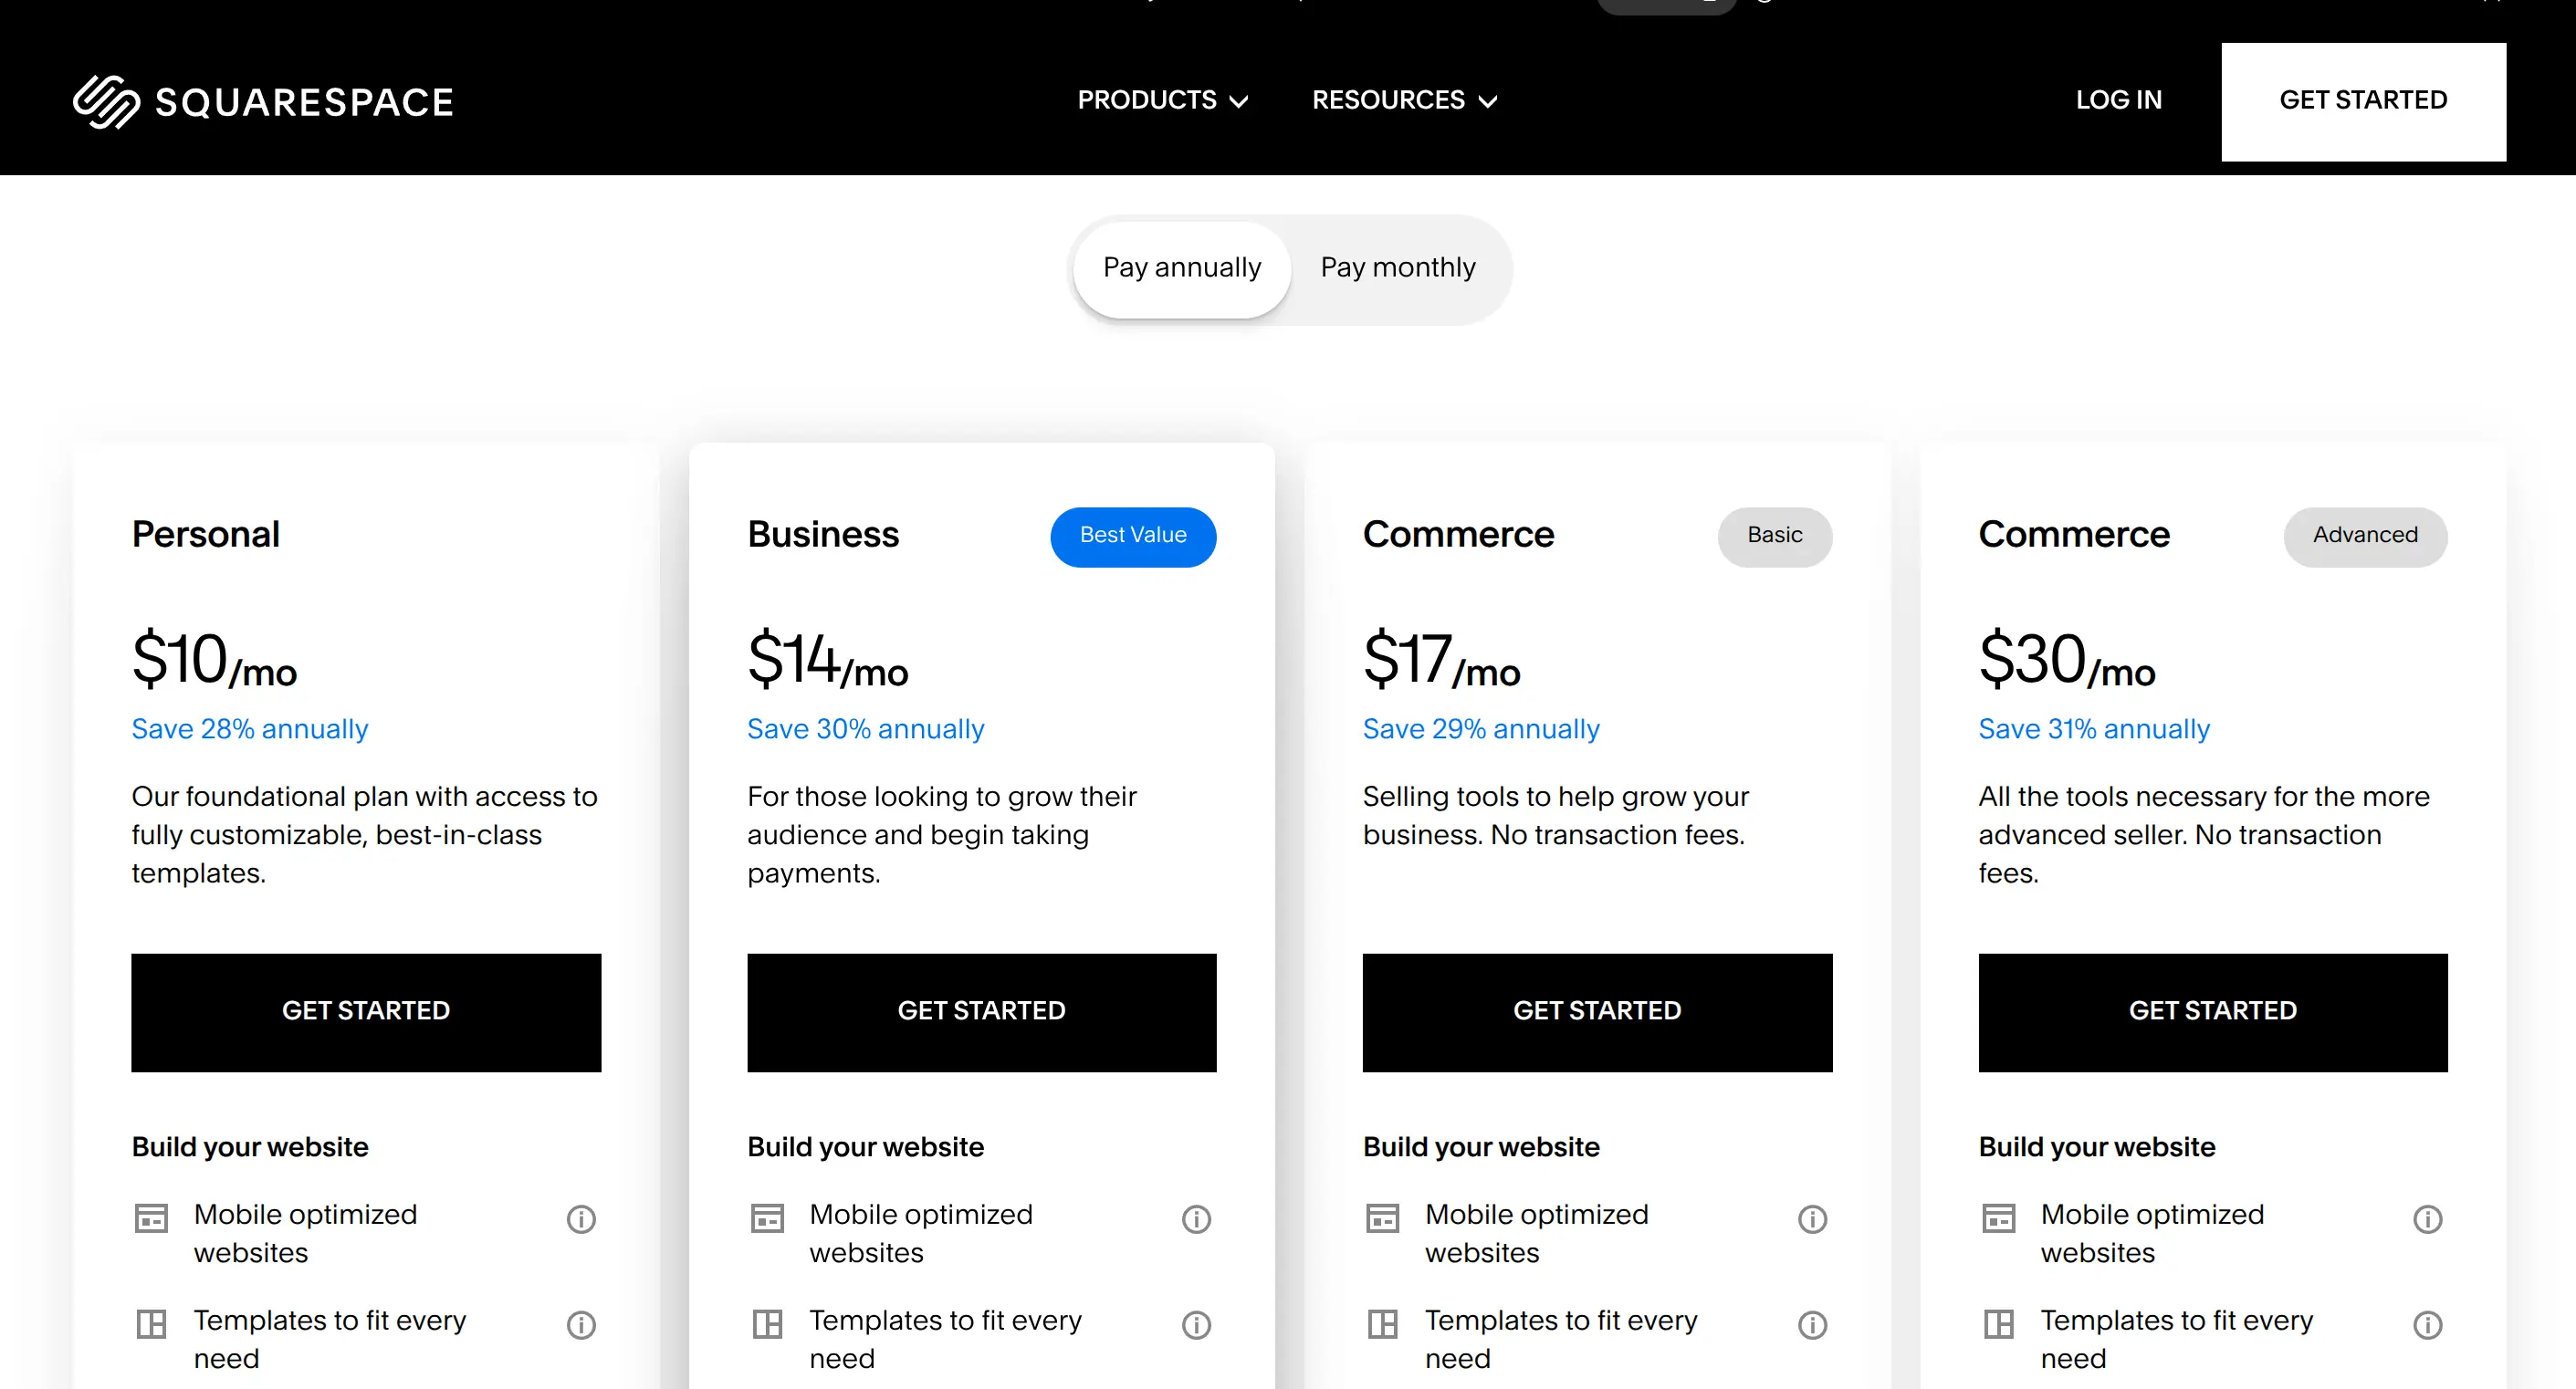 SQUARESPACE
PRODUCTS
RESOURCES
LOG IN
GET STARTED
Pay annually
Pay monthly
Personal
$10/mo
Save 28% annually
Our foundational plan with access to
fully customizable, best-in-class
templates.
GET STARTED
Build your website
Mobile optimized
websites
Templates to fit every
need
Business
Best Value
$14/mo
Save 30% annually
For those looking to grow their
audience and begin taking
payments.
GET STARTED
Build your website
Mobile optimized
websites
Templates to fit every
need
Commerce
Basic
$17/mo
Save 29% annually
Selling tools to help grow your
business. No transaction fees.
GET STARTED
Build your website
Mobile optimized
websites
Templates to fit every
need
Commerce
Advanced
$30/mo
Save 31% annually
All the tools necessary for the more
advanced seller. No transaction
fees.
GET STARTED
Build your website
Mobile optimized
websites
Templates to fit every
need